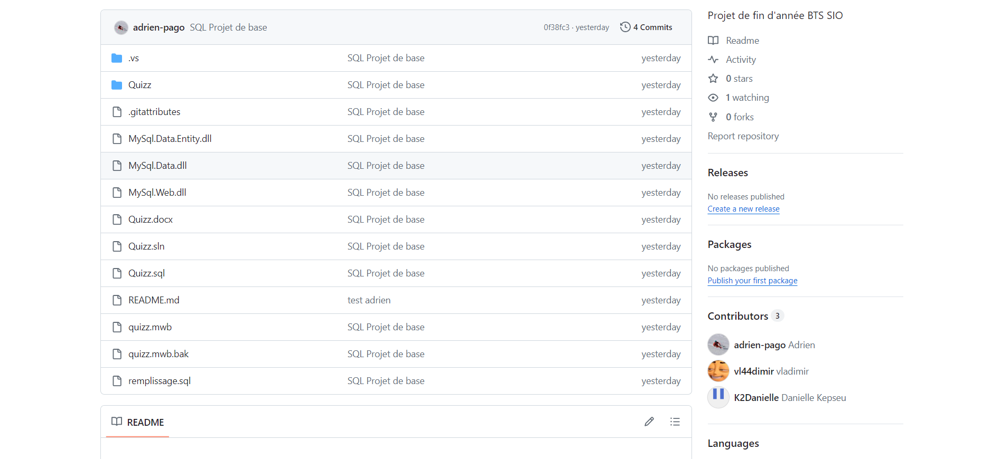 adrien-pago SQL Projet de base 0f38fc3 · yesterday 4 Commits
.vs SQL Projet de base yesterday
Quizz SQL Projet de base yesterday
.gitattributes SQL Projet de base yesterday
MySql.Data.Entity.dll SQL Projet de base yesterday
MySql.Data.dll SQL Projet de base yesterday
MySql.Web.dll SQL Projet de base yesterday
Quizz.docx SQL Projet de base yesterday
Quizz.sln SQL Projet de base yesterday
Quizz.sql SQL Projet de base yesterday
README.md test adrien yesterday
quizz.mwb SQL Projet de base yesterday
quizz.mwb.bak SQL Projet de base yesterday
remplissage.sql SQL Projet de base yesterday
README
Projet de fin d'année BTS SIO
Readme
Activity
0 stars
1 watching
0 forks
Report repository
Releases
No releases published
Create a new release
Packages
No packages published
Publish your first package
Contributors 3
adrien-pago Adrien
vl44dimir vladimir
K2Danielle Danielle Kepseu
Languages